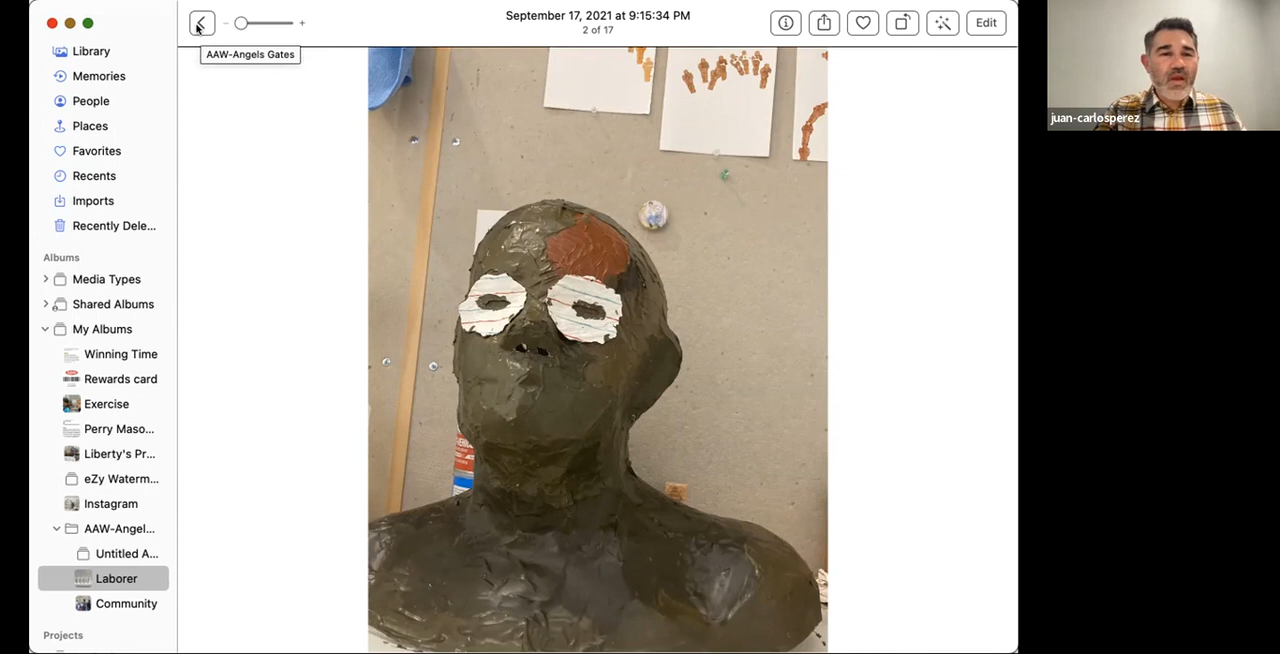 September 17, 2021 at 9:15:34 PM
2 of 17
Edit
AAW-Angels Gates
Library
Memories
People
Places
Favorites
Recents
Imports
Recently Dele...
Albums
Media Types
Shared Albums
My Albums
Winning Time
Rewards card
Exercise
Perry Maso...
Liberty's Pr...
eZy Waterm...
Instagram
AAW-Angel...
Untitled A...
Laborer
Community
Projects
juan-carlosperez